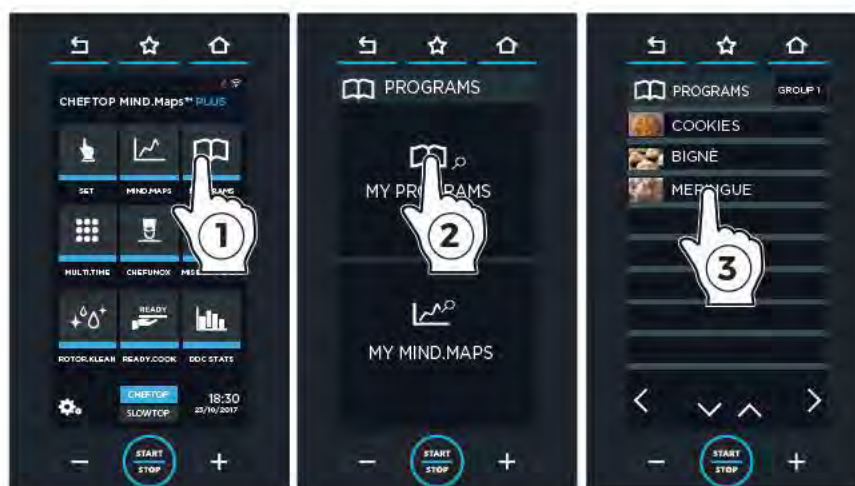 CHEFTOP MIND.Maps™ PLUS
SET MIND.MAPS
MULTI.TIME CHEFUNOX
ROTOR.KLEAN READY.COOK DDC STATS
READY
CHEFTOP
SLOWTOP
18:30
23/10/2017
START
STOP
1
PROGRAMS
MY PROGRAMS
2
MY MIND.MAPS
START
STOP
PROGRAMS GROUP 1
COOKIES
BIGNÈ
MERINGUE
3
START
STOP